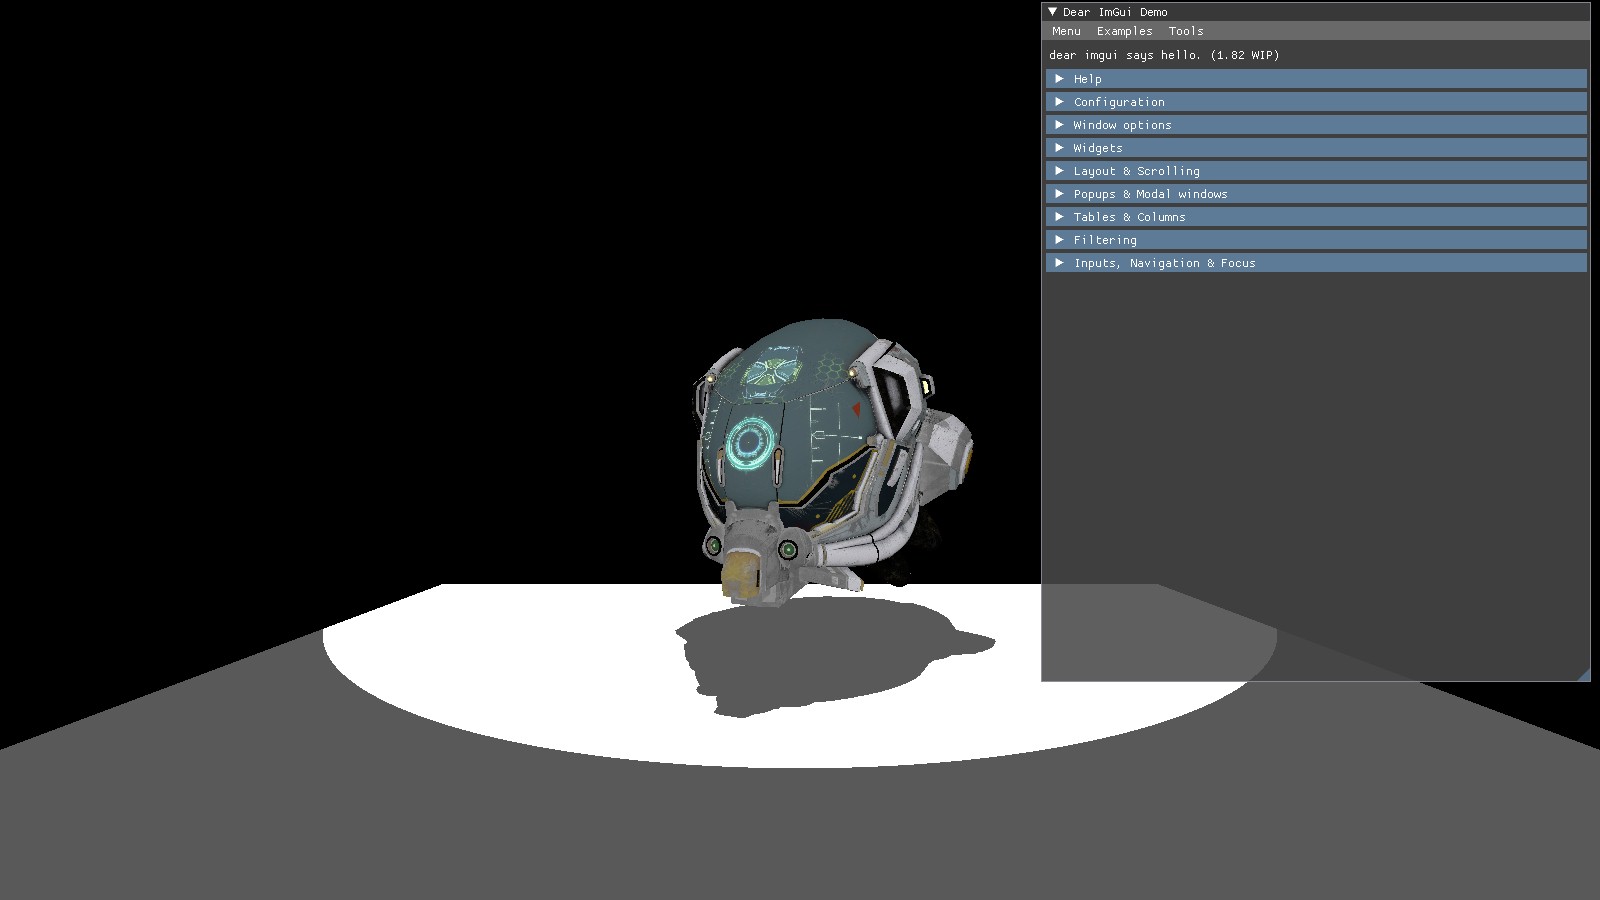 Dear ImGui Demo
Menu Examples Tools
dear imgui says hello. (1.82 WIP)
Help
Configuration
Window options
Widgets
Layout & Scrolling
Popups & Modal windows
Tables & Columns
Filtering
Inputs, Navigation & Focus